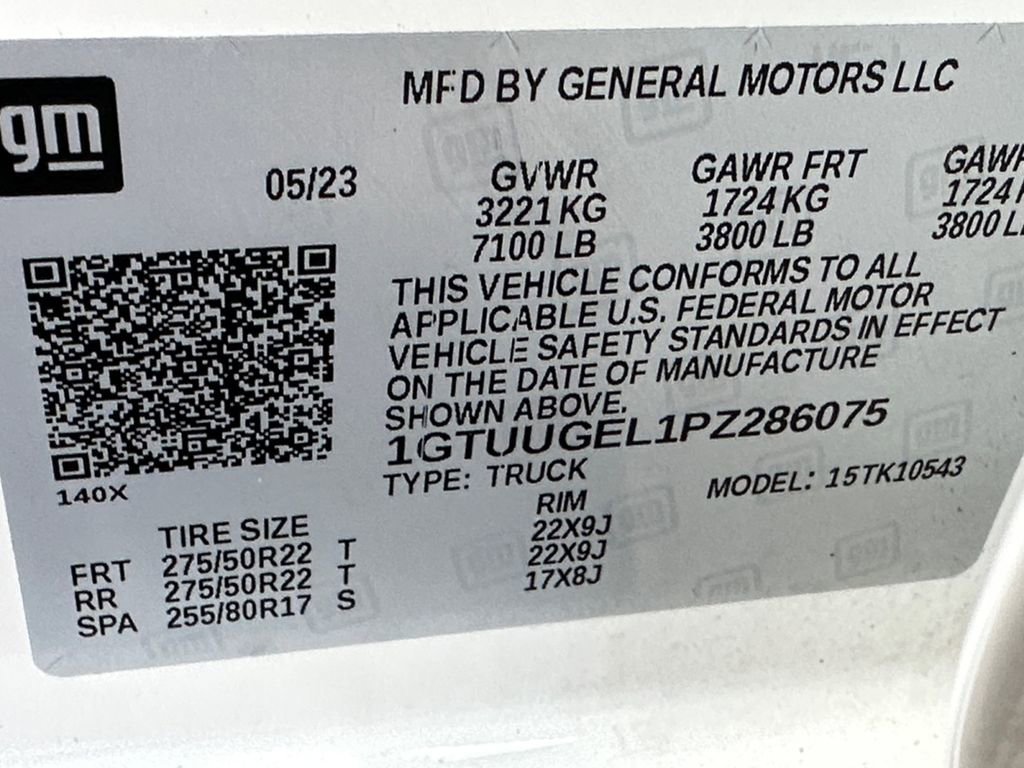 gm
MFD BY GENERAL MOTORS LLC
05/23
GVWR GAWR FRT GAWR
3221 KG 1724 KG 1724 K
7100 LB 3800 LB 3800 L
THIS VEHICLE CONFORMS TO ALL
APPLICABLE U.S. FEDERAL MOTOR
VEHICLE SAFETY STANDARDS IN EFFECT
ON THE DATE OF MANUFACTURE
SHOWN ABOVE.
1GTUUGEL1PZ286075
140X
TYPE: TRUCK MODEL: 15TK10543
TIRE SIZE RIM
FRT 275/50R22 T 22X9J
RR 275/50R22 T 22X9J
SPA 255/80R17 S 17X8J